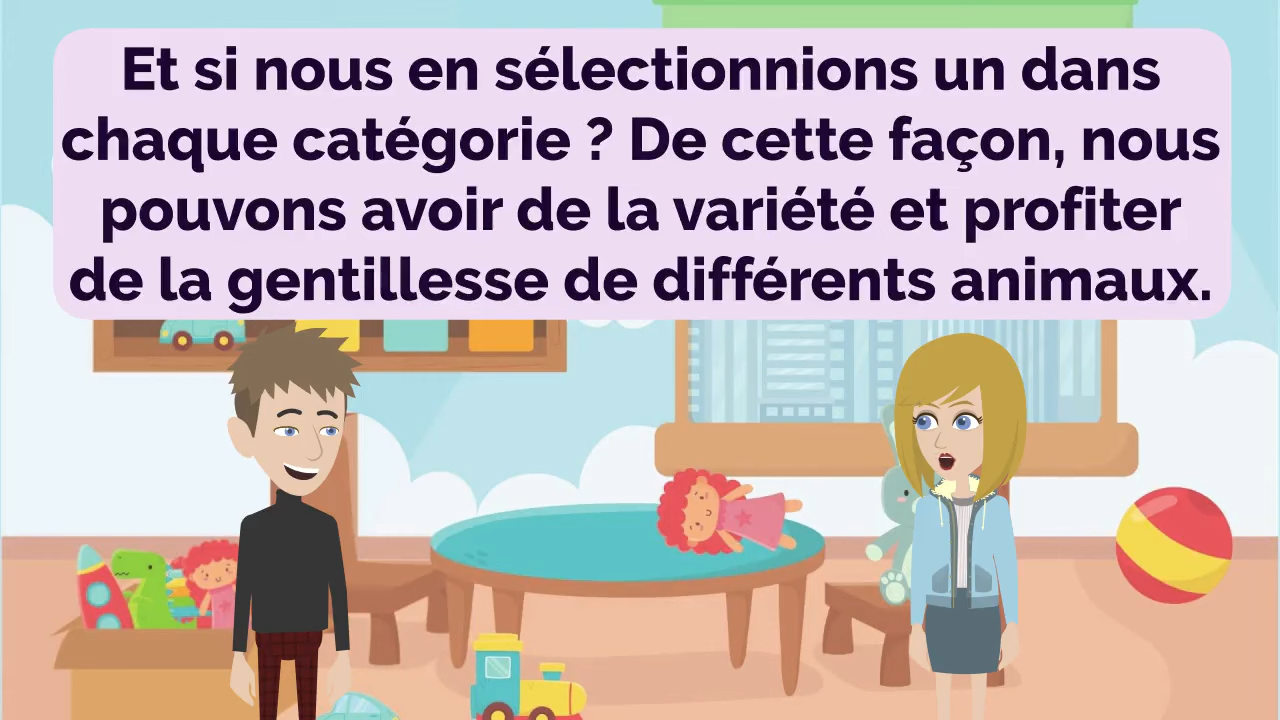 Et si nous en sélectionnions un dans
chaque catégorie ? De cette façon, nous
pouvons avoir de la variété et profiter
de la gentillesse de différents animaux.